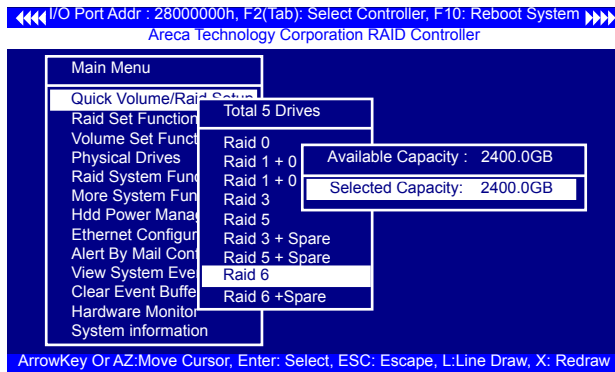 I/O Port Addr : 28000000h, F2(Tab): Select Controller, F10: Reboot System
Areca Technology Corporation RAID Controller
Main Menu
Quick Volume/Raid Setup
Raid Set Function
Volume Set Funct
Physical Drives
Raid System Func
More System Fun
Hdd Power Mana
Ethernet Configur
Alert By Mail Conf
View System Eve
Clear Event Buffe
Hardware Monitor
System information
Total 5 Drives
Raid 0
Raid 1 + 0
Raid 1 + 0
Raid 3
Raid 5
Raid 3 + Spare
Raid 5 + Spare
Raid 6
Raid 6 +Spare
Available Capacity : 2400.0GB
Selected Capacity: 2400.0GB
ArrowKey Or AZ:Move Cursor, Enter: Select, ESC: Escape, L:Line Draw, X: Redraw